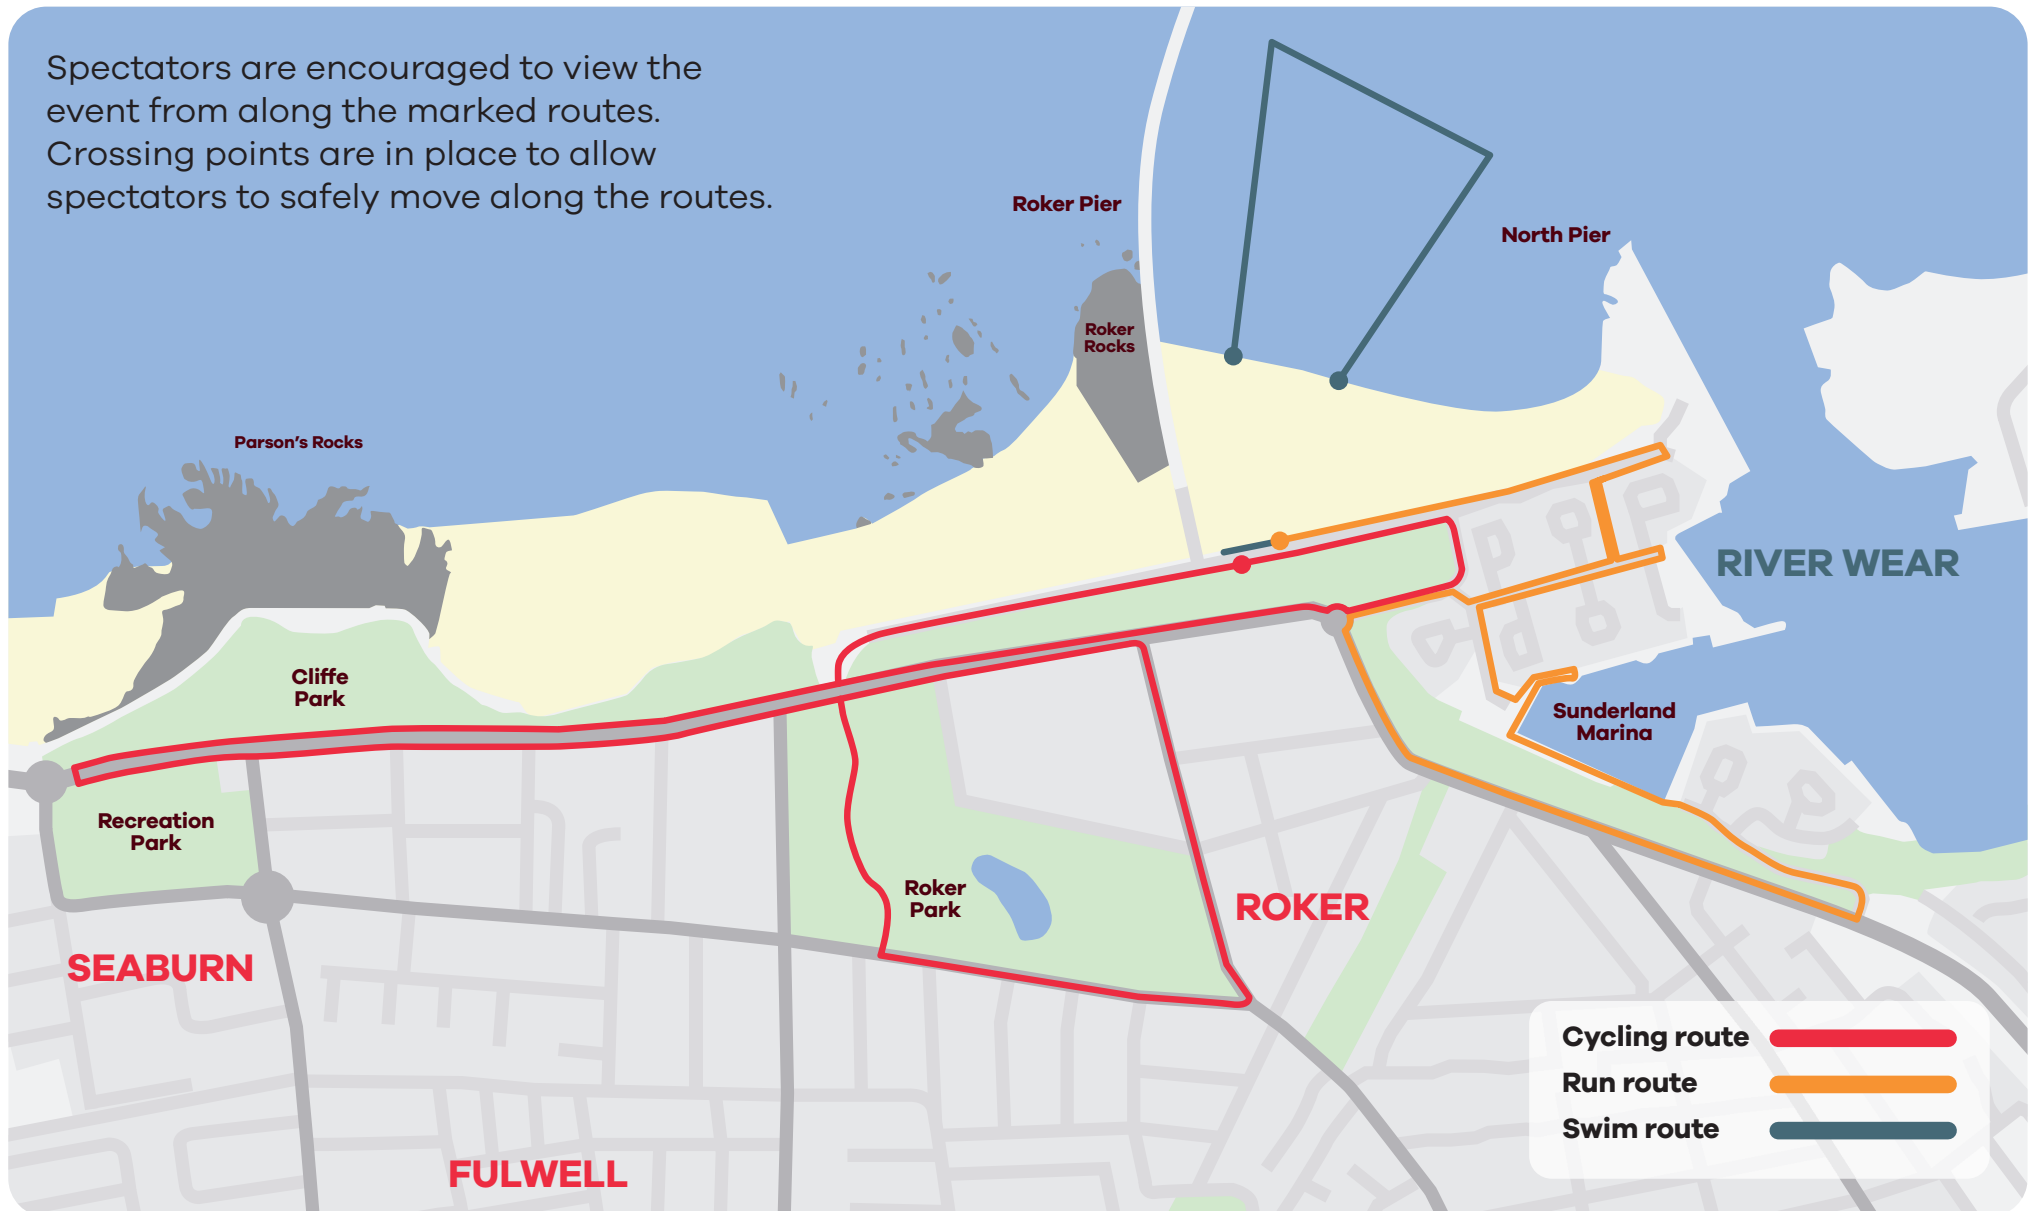 Spectators are encouraged to view the
event from along the marked routes.
Crossing points are in place to allow
spectators to safely move along the routes.
Roker Pier
North Pier
Roker
Rocks
Parson’s Rocks
RIVER WEAR
Cliffe
Park
Sunderland
Marina
Recreation
Park
Roker
Park
ROKER
SEABURN
FULWELL
Cycling route
Run route
Swim route